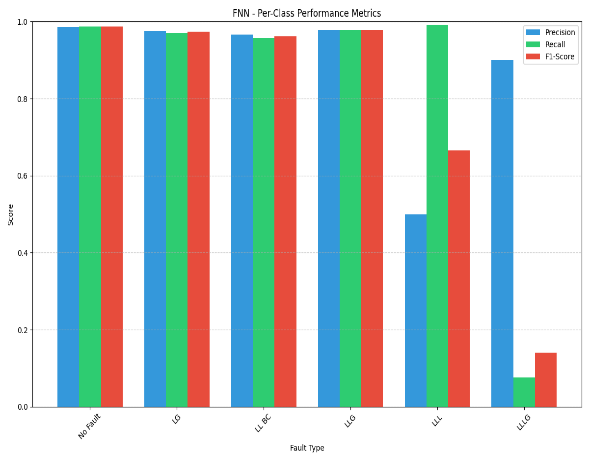 FNN - Per-Class Performance Metrics
1.0
0.8
0.6
0.4
0.2
0.0
Score
Precision
Recall
F1-Score
No Fault
LG
LL BC
LLG
LLL
LLLG
Fault Type